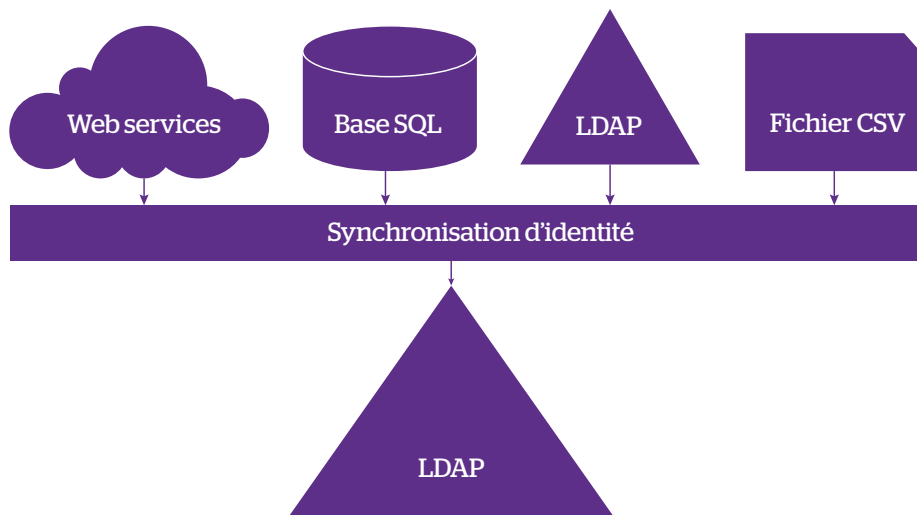 Web services
Base SQL
LDAP
Fichier CSV
Synchronisation d’identité
LDAP